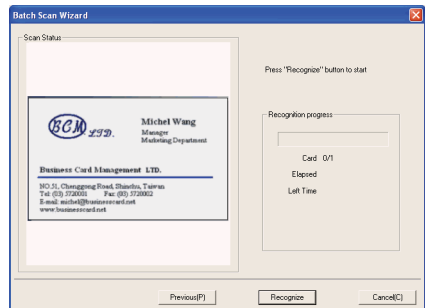 Batch Scan Wizard
Scan Status
BCM LTD.
Michel Wang
Manager
Marketing Department
Business Card Management LTD.
NO.51, Chenggong Road, Shinchu, Taiwan
Tel: (03) 5720001 Fax: (03) 5720002
E-mail: michel@businesscard.net
www.businesscard.net
Press "Recognize" button to start
Recognition progress
Card 0/1
Elapsed
Left Time
Previous(P)
Recognize
Cancel(C)